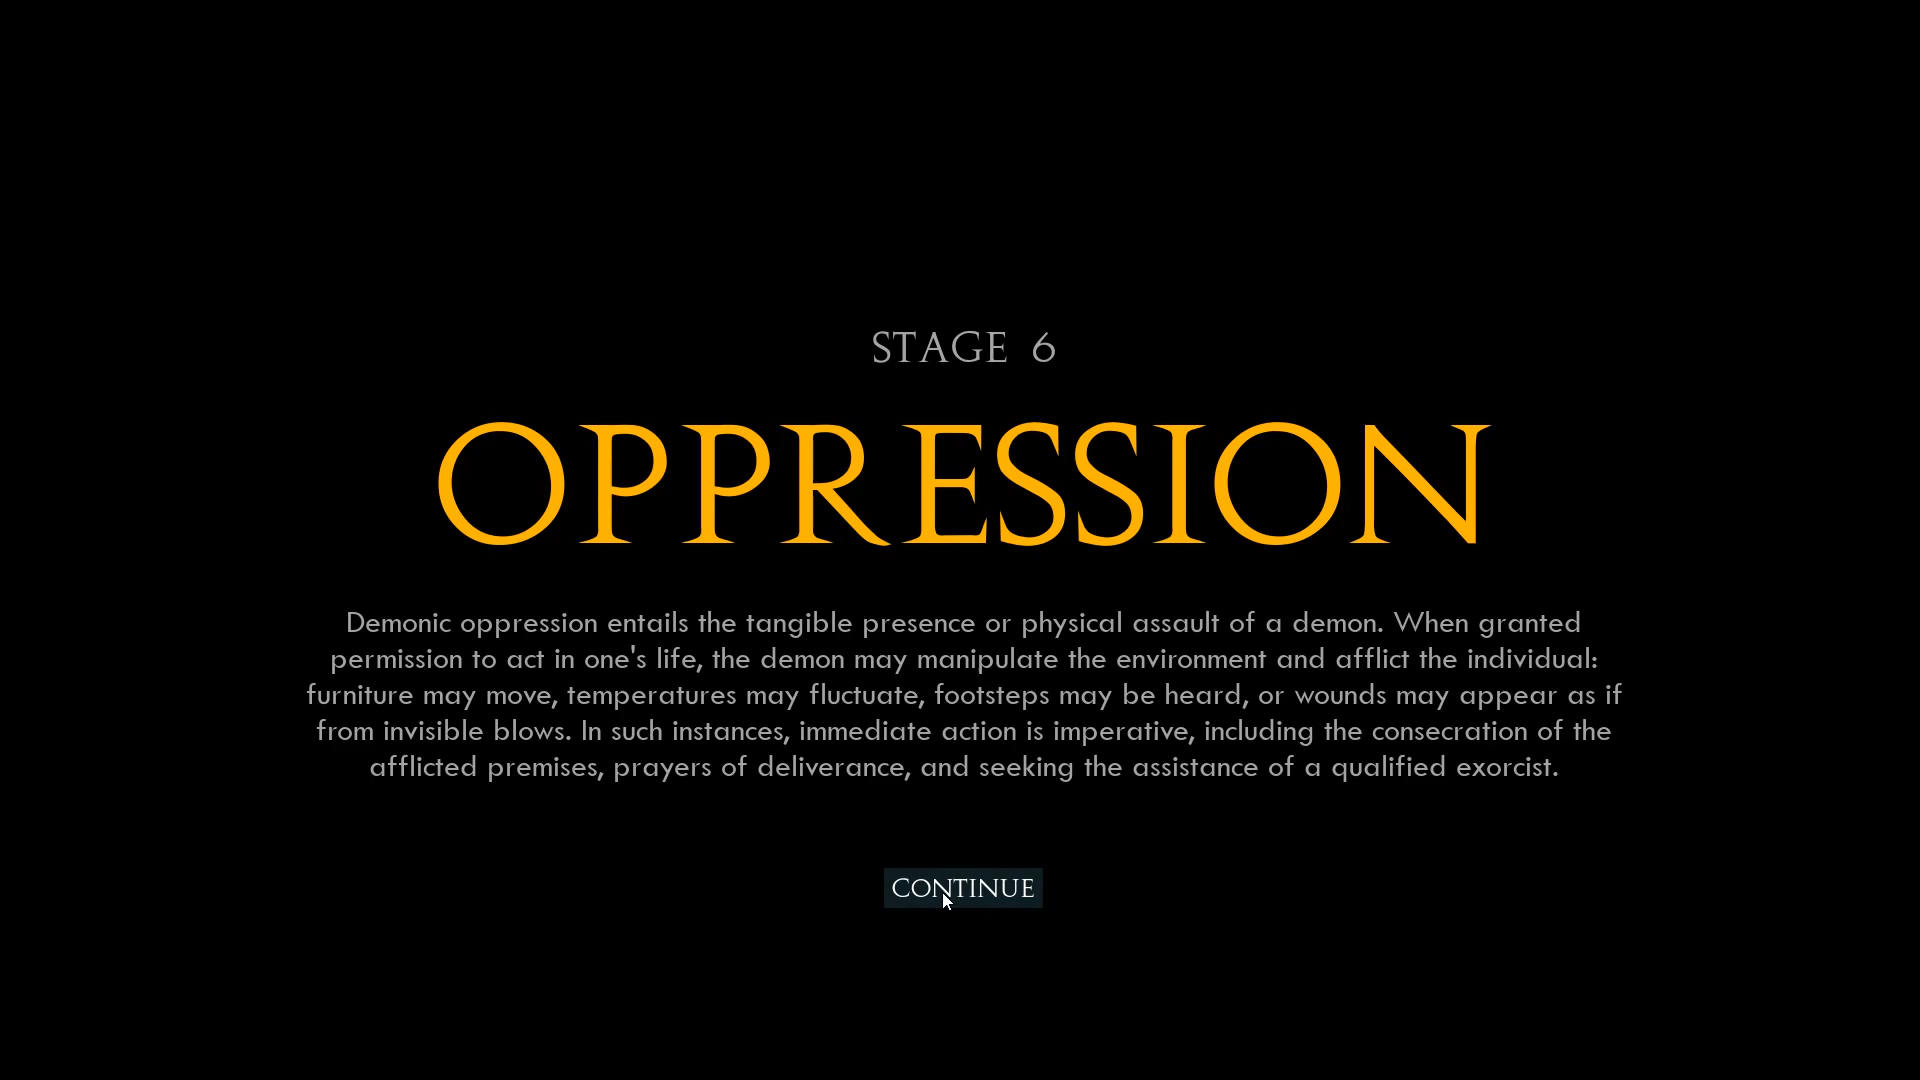 STAGE 6
OPPRESSION
Demonic oppression entails the tangible presence or physical assault of a demon. When granted
permission to act in one's life, the demon may manipulate the environment and afflict the individual:
furniture may move, temperatures may fluctuate, footsteps may be heard, or wounds may appear as if
from invisible blows. In such instances, immediate action is imperative, including the consecration of the
afflicted premises, prayers of deliverance, and seeking the assistance of a qualified exorcist.
CONTINUE